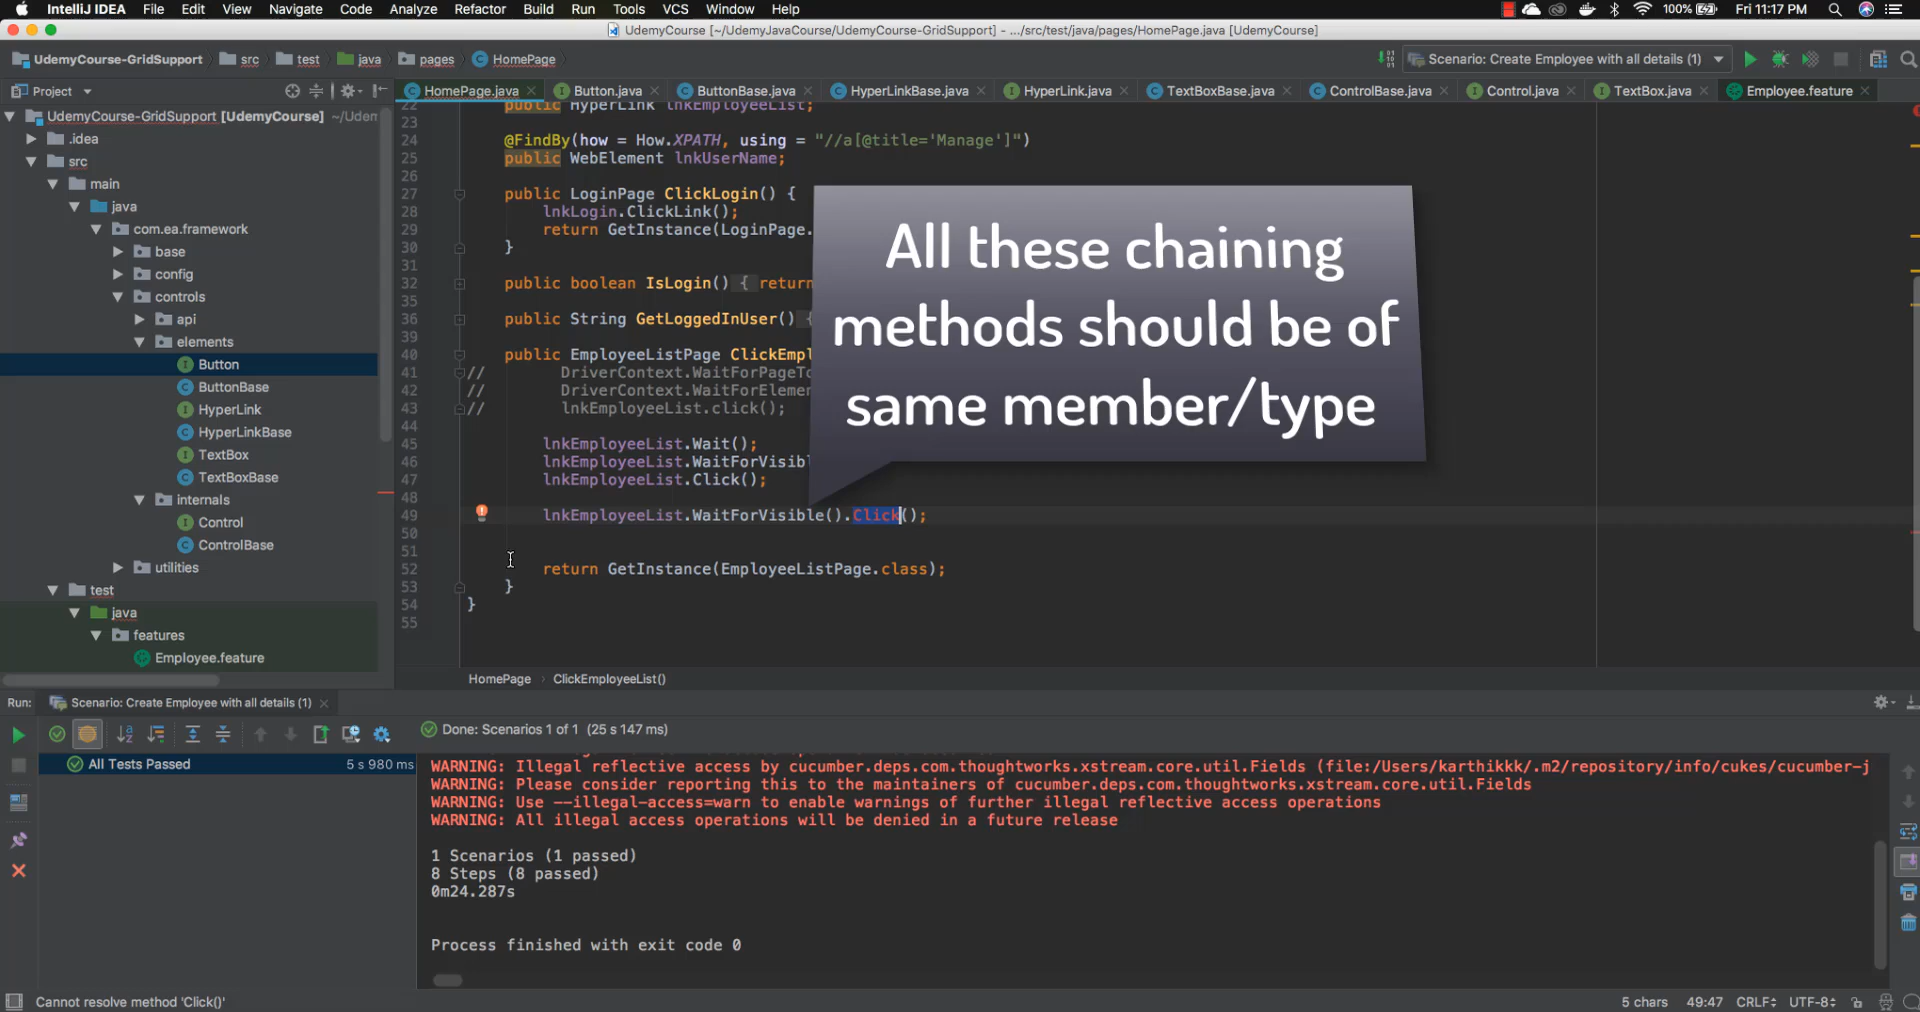 IntelliJ IDEA File Edit View Navigate Code Analyze Refactor Build Run Tools VCS Window Help 100% Fri 11:17 PM
UdemyCourse [~/UdemyJavaCourse/UdemyCourse-GridSupport] - .../src/test/java/pages/HomePage.java [UdemyCourse]
UdemyCourse-GridSupport src test java pages HomePage Scenario: Create Employee with all details (1)
Project HomePage.java Button.java ButtonBase.java HyperLinkBase.java HyperLink.java TextBoxBase.java ControlBase.java Control.java TextBox.java Employee.feature
UdemyCourse-GridSupport [UdemyCourse] ~/Udem
.idea
src
main
java
com.ea.framework
base
config
controls
api
elements
Button
ButtonBase
HyperLink
HyperLinkBase
TextBox
TextBoxBase
internals
Control
ControlBase
utilities
test
java
features
Employee.feature
22 public HyperLink lnkEmployeeList;
23
24 @FindBy(how = How.XPATH, using = "//a[@title='Manage']")
25 public WebElement lnkUserName;
26
27 public LoginPage ClickLogin() {
28 lnkLogin.ClickLink();
29 return GetInstance(LoginPage.
30 }
31
32 public boolean IsLogin() { return
35
36 public String GetLoggedInUser() {
39
40 public EmployeeListPage ClickEmpl
41 // DriverContext.WaitForPageTo
42 // DriverContext.WaitForElemen
43 // lnkEmployeeList.click();
44
45 lnkEmployeeList.Wait();
46 lnkEmployeeList.WaitForVisibl
47 lnkEmployeeList.Click();
48
49 lnkEmployeeList.WaitForVisible().Click();
50
51
52 return GetInstance(EmployeeListPage.class);
53 }
54 }
55
All these chaining
methods should be of
same member/type
HomePage ClickEmployeeList()
Run: Scenario: Create Employee with all details (1)
Done: Scenarios 1 of 1 (25 s 147 ms)
All Tests Passed 5 s 980 ms
WARNING: Illegal reflective access by cucumber.deps.com.thoughtworks.xstream.core.util.Fields (file:/Users/karthikkk/.m2/repository/info/cukes/cucumber-j
WARNING: Please consider reporting this to the maintainers of cucumber.deps.com.thoughtworks.xstream.core.util.Fields
WARNING: Use --illegal-access=warn to enable warnings of further illegal reflective access operations
WARNING: All illegal access operations will be denied in a future release
1 Scenarios (1 passed)
8 Steps (8 passed)
0m24.287s
Process finished with exit code 0
Cannot resolve method 'Click()' 5 chars 49:47 CRLF÷ UTF-8÷